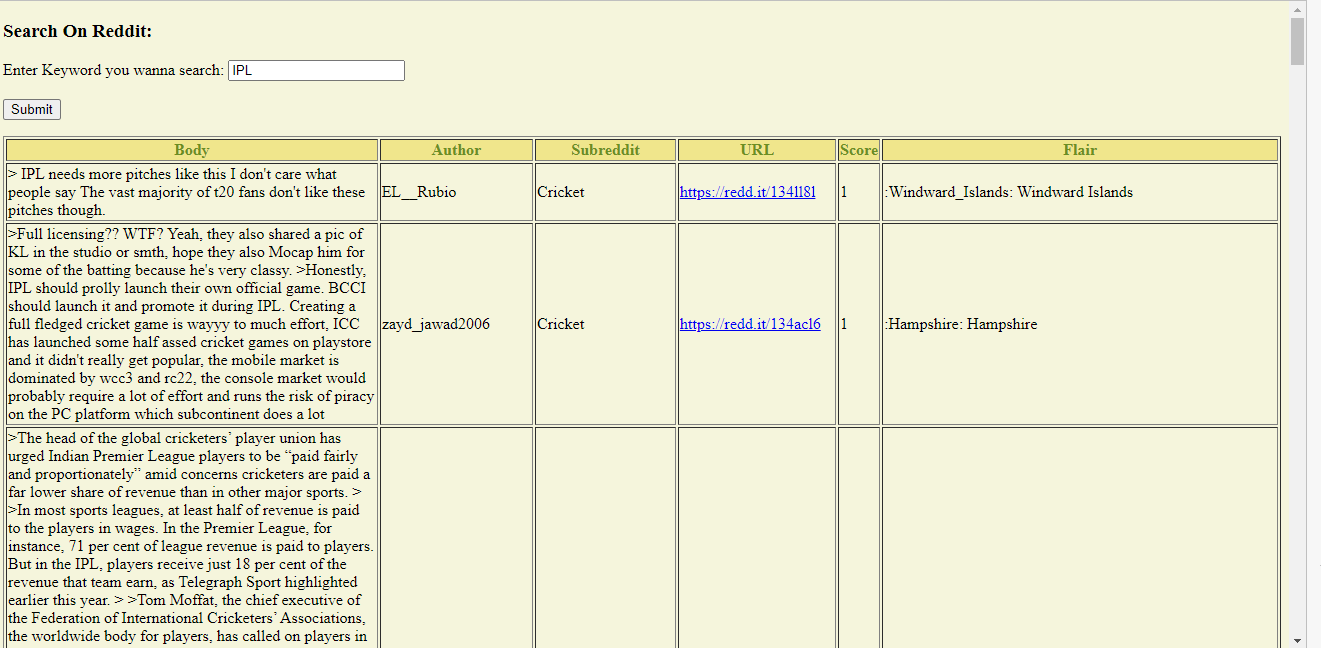 Search On Reddit:
Enter Keyword you wanna search: IPL
Submit
Body Author Subreddit URL Score Flair
> IPL needs more pitches like this I don't care what
people say The vast majority of t20 fans don't like these
pitches though.
EL__Rubio Cricket https://redd.it/134ll8l 1 :Windward_Islands: Windward Islands
>Full licensing?? WTF? Yeah, they also shared a pic of
KL in the studio or smth, hope they also Mocap him for
some of the batting because he's very classy. >Honestly,
IPL should prolly launch their own official game. BCCI
should launch it and promote it during IPL. Creating a
full fledged cricket game is wayyy to much effort, ICC
has launched some half assed cricket games on playstore
and it didn't really get popular, the mobile market is
dominated by wcc3 and rc22, the console market would
probably require a lot of effort and runs the risk of piracy
on the PC platform which subcontinent does a lot
zayd_jawad2006 Cricket https://redd.it/134acl6 1 :Hampshire: Hampshire
>The head of the global cricketers’ player union has
urged Indian Premier League players to be “paid fairly
and proportionately” amid concerns cricketers are paid a
far lower share of revenue than in other major sports. >
>In most sports leagues, at least half of revenue is paid
to the players in wages. In the Premier League, for
instance, 71 per cent of league revenue is paid to players.
But in the IPL, players receive just 18 per cent of the
revenue that team earn, as Telegraph Sport highlighted
earlier this year. > >Tom Moffat, the chief executive of
the Federation of International Cricketers’ Associations,
the worldwide body for players, has called on players in